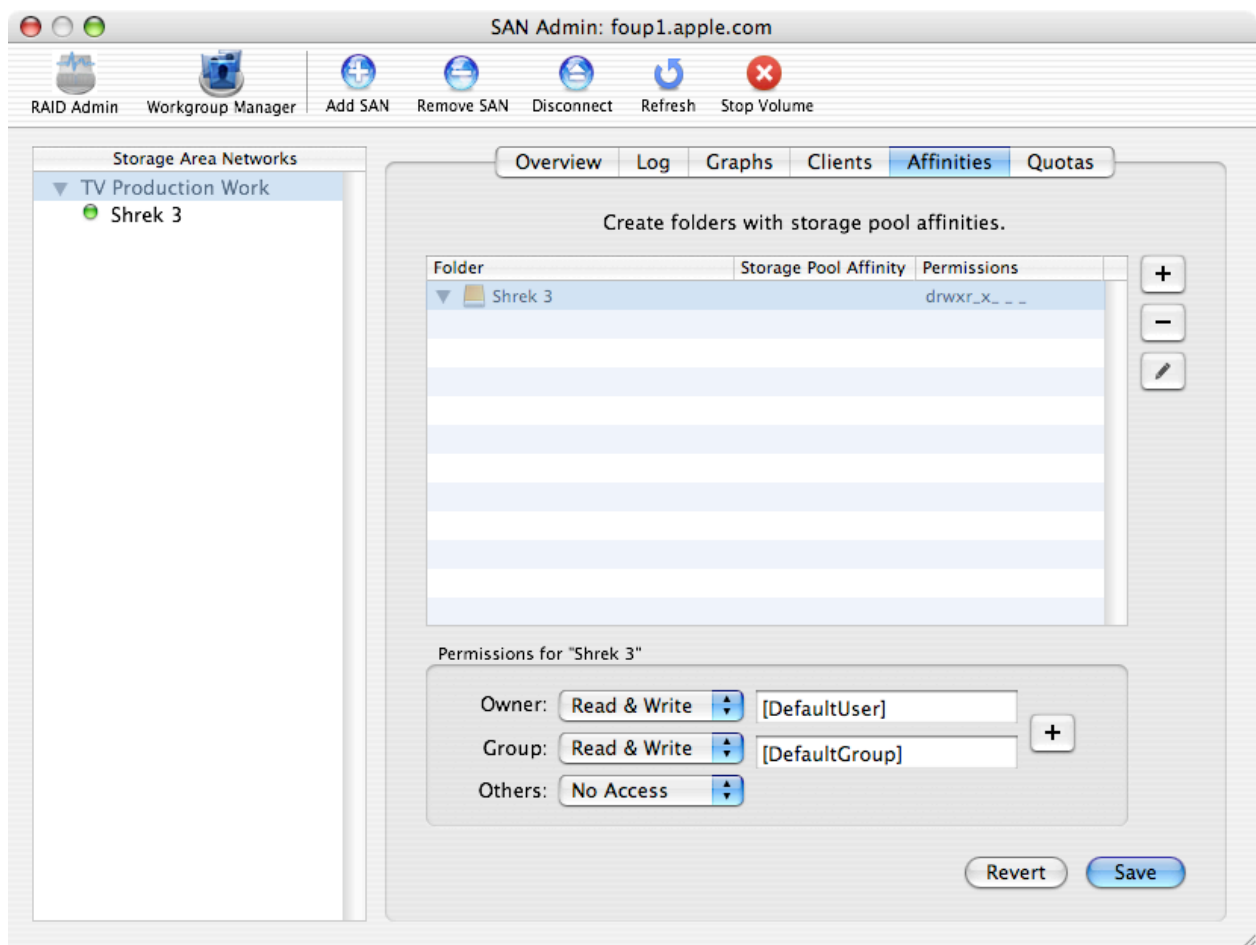 SAN Admin: foup1.apple.com
RAID Admin Workgroup Manager Add SAN Remove SAN Disconnect Refresh Stop Volume
Storage Area Networks
TV Production Work
Shrek 3
Overview Log Graphs Clients Affinities Quotas
Create folders with storage pool affinities.
Folder Storage Pool Affinity Permissions
Shrek 3 drwxr_x_ _ _
Permissions for "Shrek 3"
Owner: Read & Write [DefaultUser]
Group: Read & Write [DefaultGroup]
Others: No Access
Revert Save